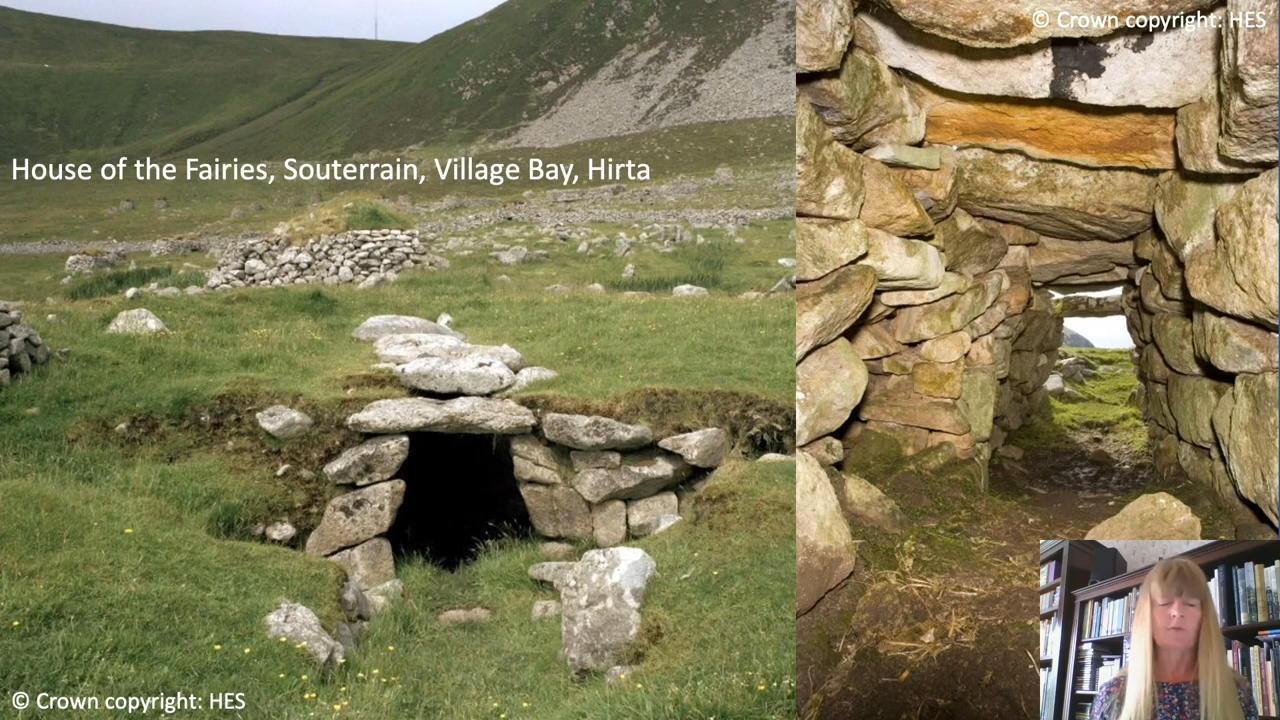 © Crown copyright: HES
House of the Fairies, Souterrain, Village Bay, Hirta
© Crown copyright: HES